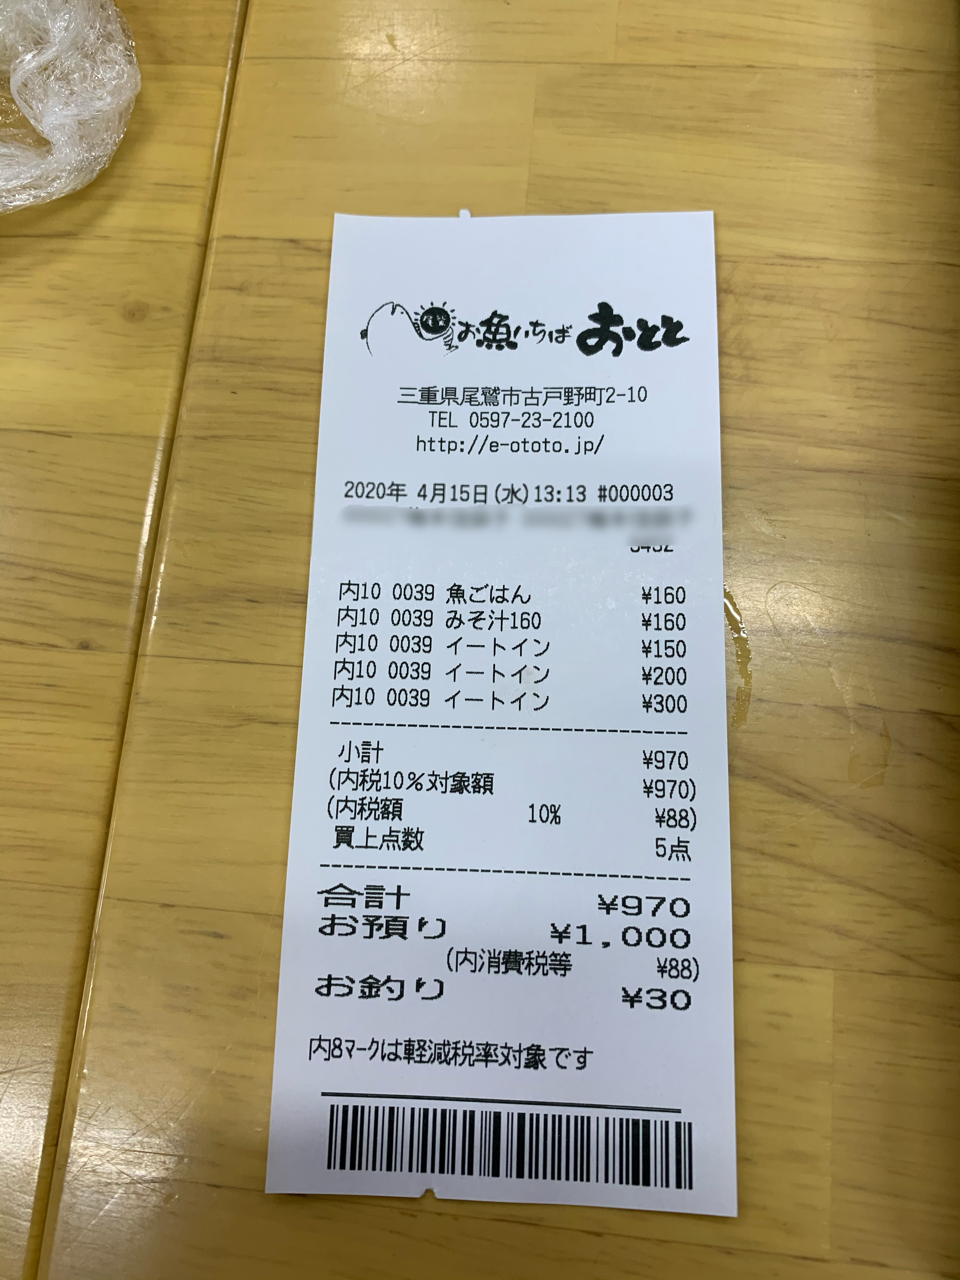 お魚いちば おとと
三重県尾鷲市古戸野町2-10
TEL 0597-23-2100
http://e-ototo.jp/
2020年 4月15日(水)13:13 #000003
内10 0039 魚ごはん ¥160
内10 0039 みそ汁160 ¥160
内10 0039 イートイン ¥150
内10 0039 イートイン ¥200
内10 0039 イートイン ¥300
小計 ¥970
(内税10%対象額 ¥970)
(内税額 10% ¥88)
買上点数 5点
合計 ¥970
お預り ¥1,000
(内消費税等 ¥88)
お釣り ¥30
内8マークは軽減税率対象です